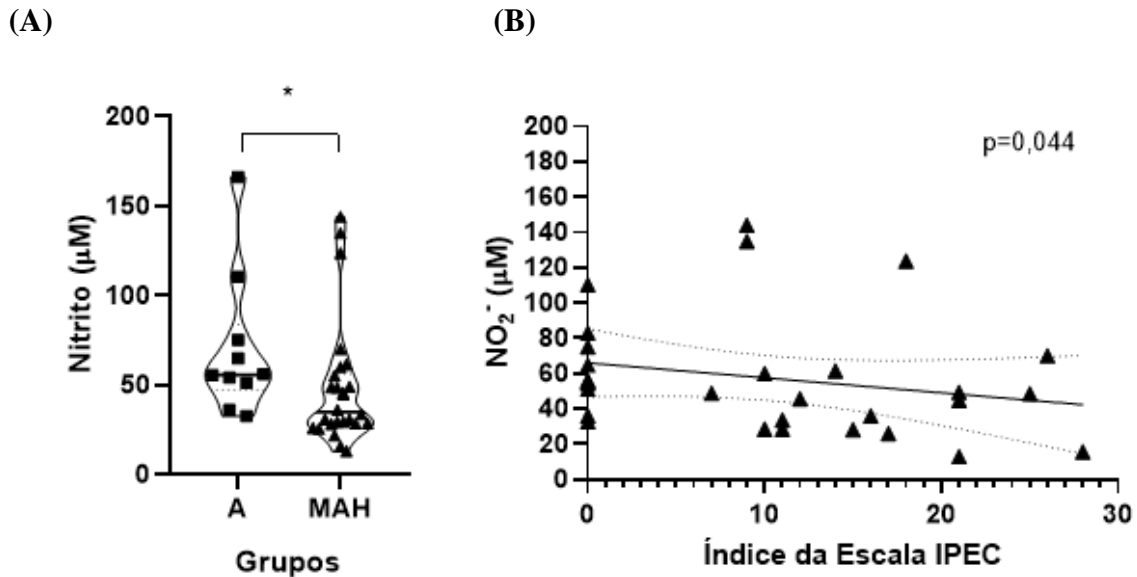 (A)
(B)
*
200
150
100
50
0
Nitrito (μM)
A
MAH
Grupos
p=0,044
200
180
160
140
120
100
80
60
40
20
0
NO₂⁻ (μM)
0
10
20
30
Índice da Escala IPEC